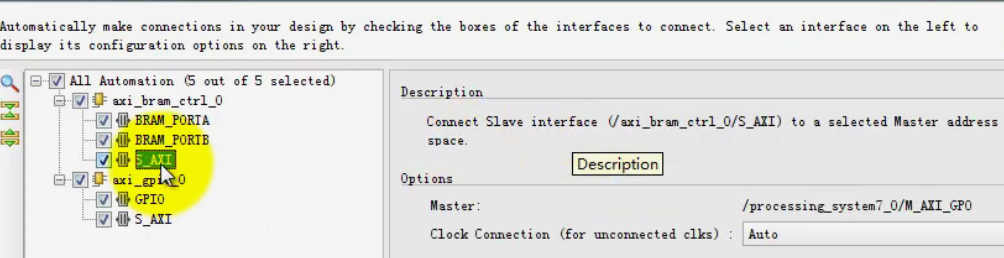 Automatically make connections in your design by checking the boxes of the interfaces to connect. Select an interface on the left to
display its configuration options on the right.
All Automation (5 out of 5 selected)
axi_bram_ctrl_0
BRAM_PORTA
BRAM_PORTB
S_AXI
axi_gpio_0
GPIO
S_AXI
Description
Connect Slave interface (/axi_bram_ctrl_0/S_AXI) to a selected Master address
space.
Description
Options
Master: /processing_system7_0/M_AXI_GP0
Clock Connection (for unconnected clks) : Auto